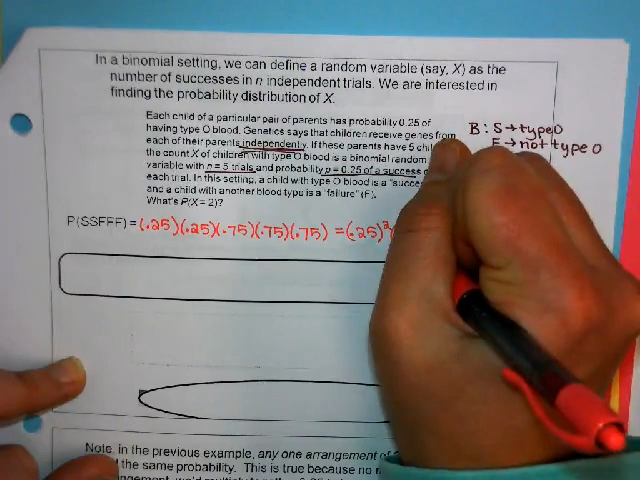 In a binomial setting, we can define a random variable (say, X) as the
number of successes in n independent trials. We are interested in
finding the probability distribution of X.
Each child of a particular pair of parents has probability 0.25 of
having type O blood. Genetics says that children receive genes from
each of their parents independently. If these parents have 5
the count X of children with type O blood is a binomial random
variable with n = 5 trials and probability p = 0.25 of a success
each trial. In this setting, a child with type O blood is a
and a child with another blood type is a "failure" (F).
What's P(X = 2)?
B: S→type O
F→not type O
P(SSFFF) = (.25)(.25)(.75)(.75)(.75) = (.25)²(
Note, in the previous example, any one arrangement of
the same probability. This is true because no